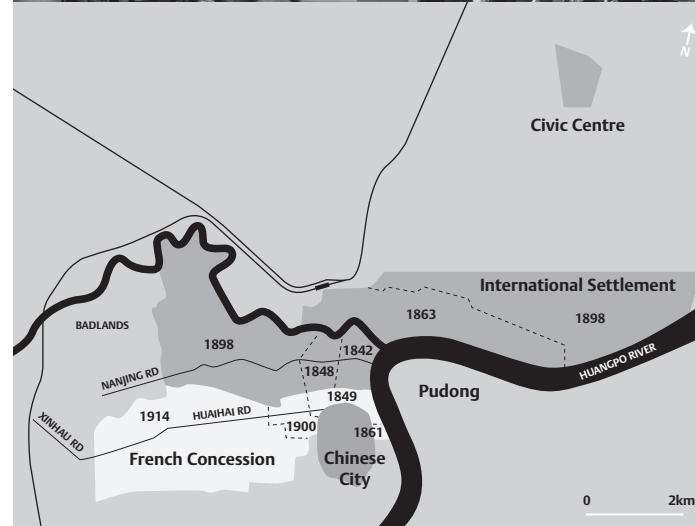 N
Civic Centre
International Settlement
1863
1898
BADLANDS
1898
1842
HUANGPO RIVER
NANJING RD
1848
Pudong
1849
1914
HUAIHAI RD
XINHAU RD
1900
1861
French Concession
Chinese
City
0 2km